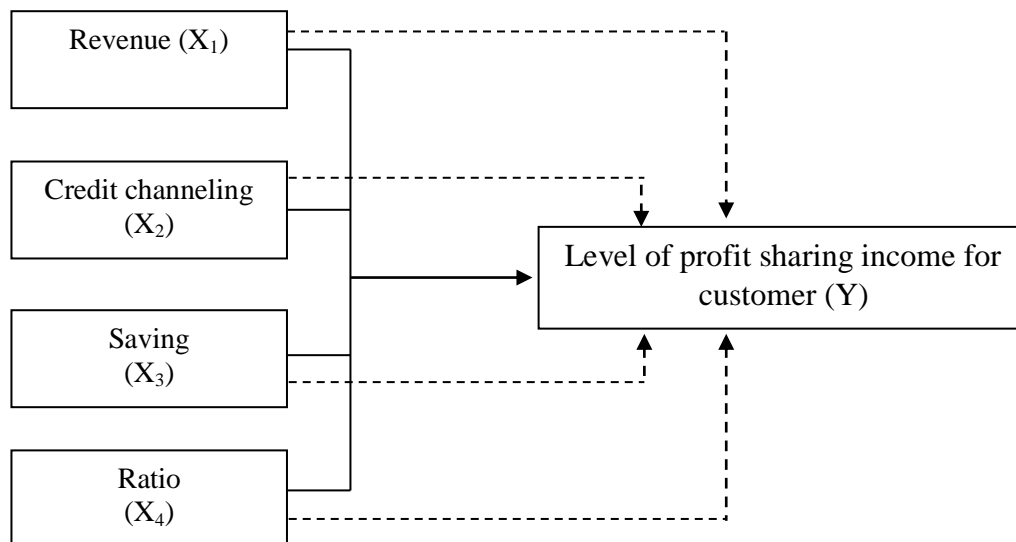 Revenue (X₁)
Credit channeling
(X₂)
Level of profit sharing income for
customer (Y)
Saving
(X₃)
Ratio
(X₄)